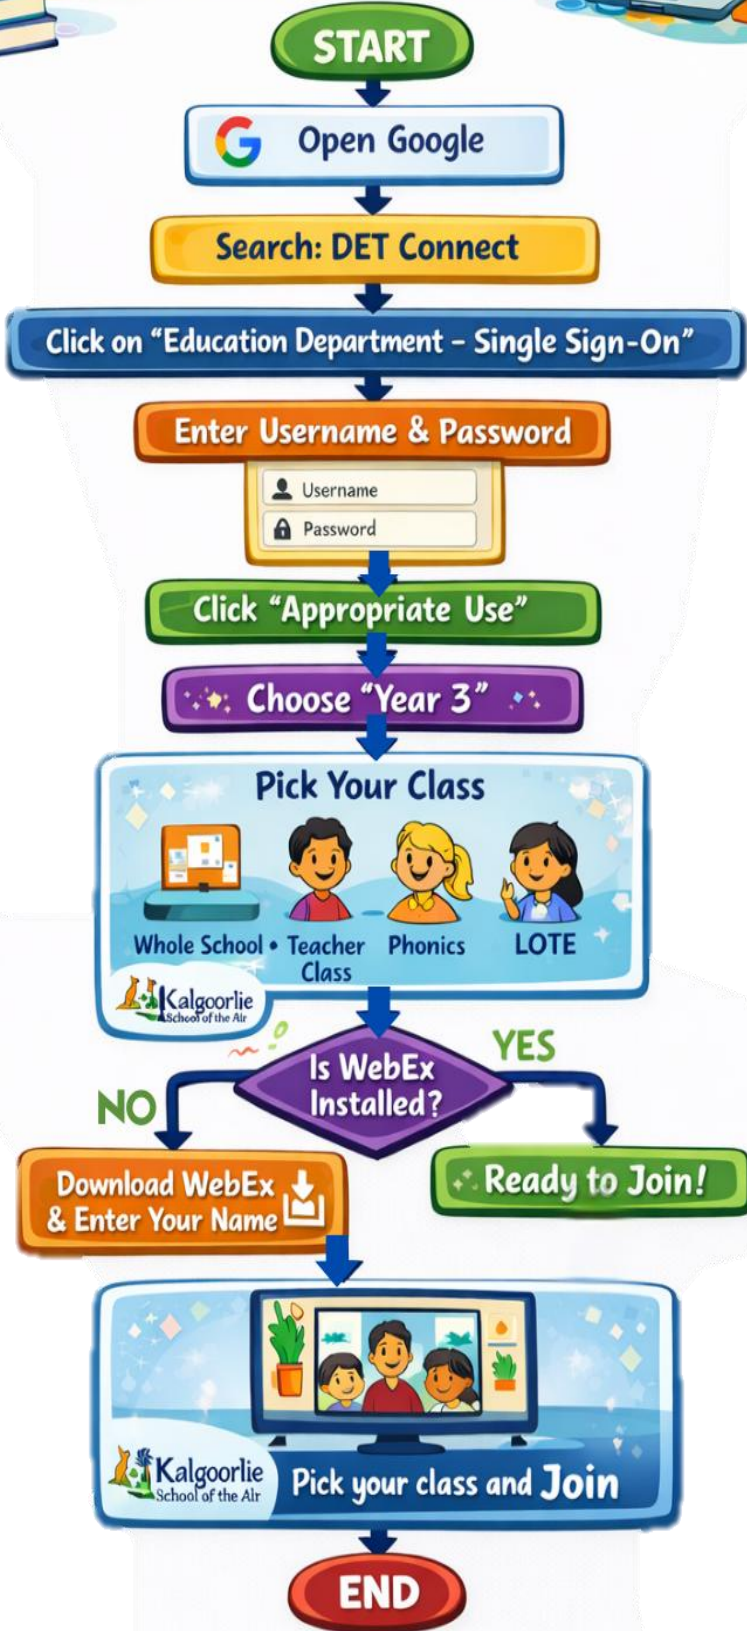 START
Open Google
Search: DET Connect
Click on “Education Department – Single Sign-On”
Enter Username & Password
Username
Password
Click “Appropriate Use”
Choose “Year 3”
Pick Your Class
Whole School • Teacher Class
Phonics
LOTE
Kalgoorlie
School of the Air
Is WebEx
Installed?
YES
NO
Download WebEx
& Enter Your Name
Ready to Join!
Kalgoorlie
School of the Air
Pick your class and Join
END